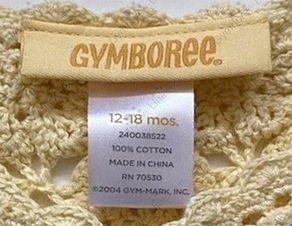 GYMBOREE®
12-18 mos.
240038522
100% COTTON
MADE IN CHINA
RN 70530
©2004 GYM-MARK, INC.